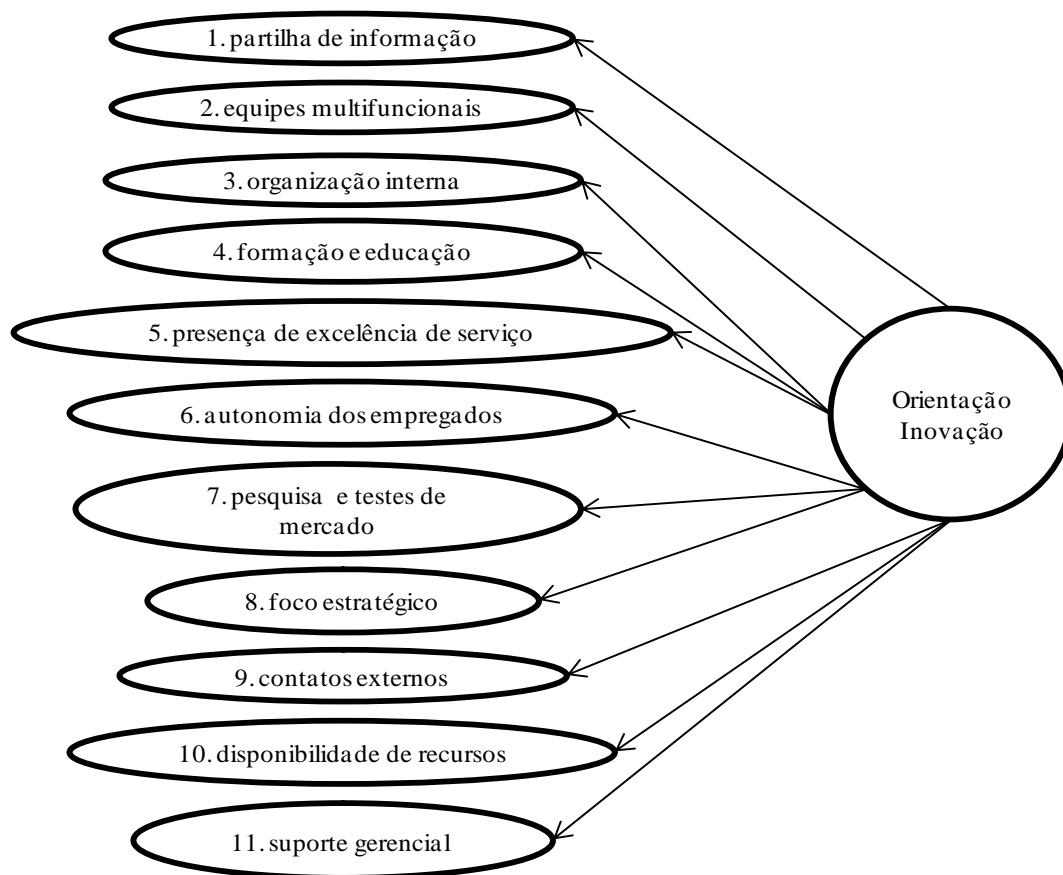 1. partilha de informação
2. equipes multifuncionais
3. organização interna
4. formação e educação
5. presença de excelência de serviço
6. autonomia dos empregados
7. pesquisa e testes de
mercado
8. foco estratégico
9. contatos externos
10. disponibilidade de recursos
11. suporte gerencial
Orientação
Inovação